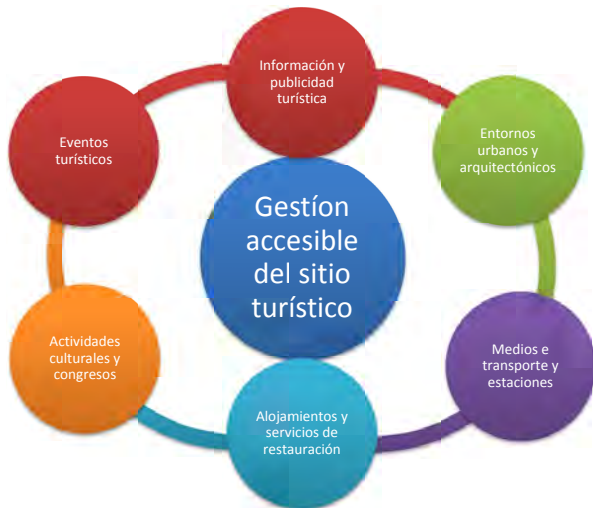 Información y
publicidad
turística
Entornos
urbanos y
arquitectónicos
Medios e
transporte y
estaciones
Alojamientos y
servicios de
restauración
Actividades
culturales y
congresos
Eventos
turísticos
Gestíon
accesible
del sitio
turístico